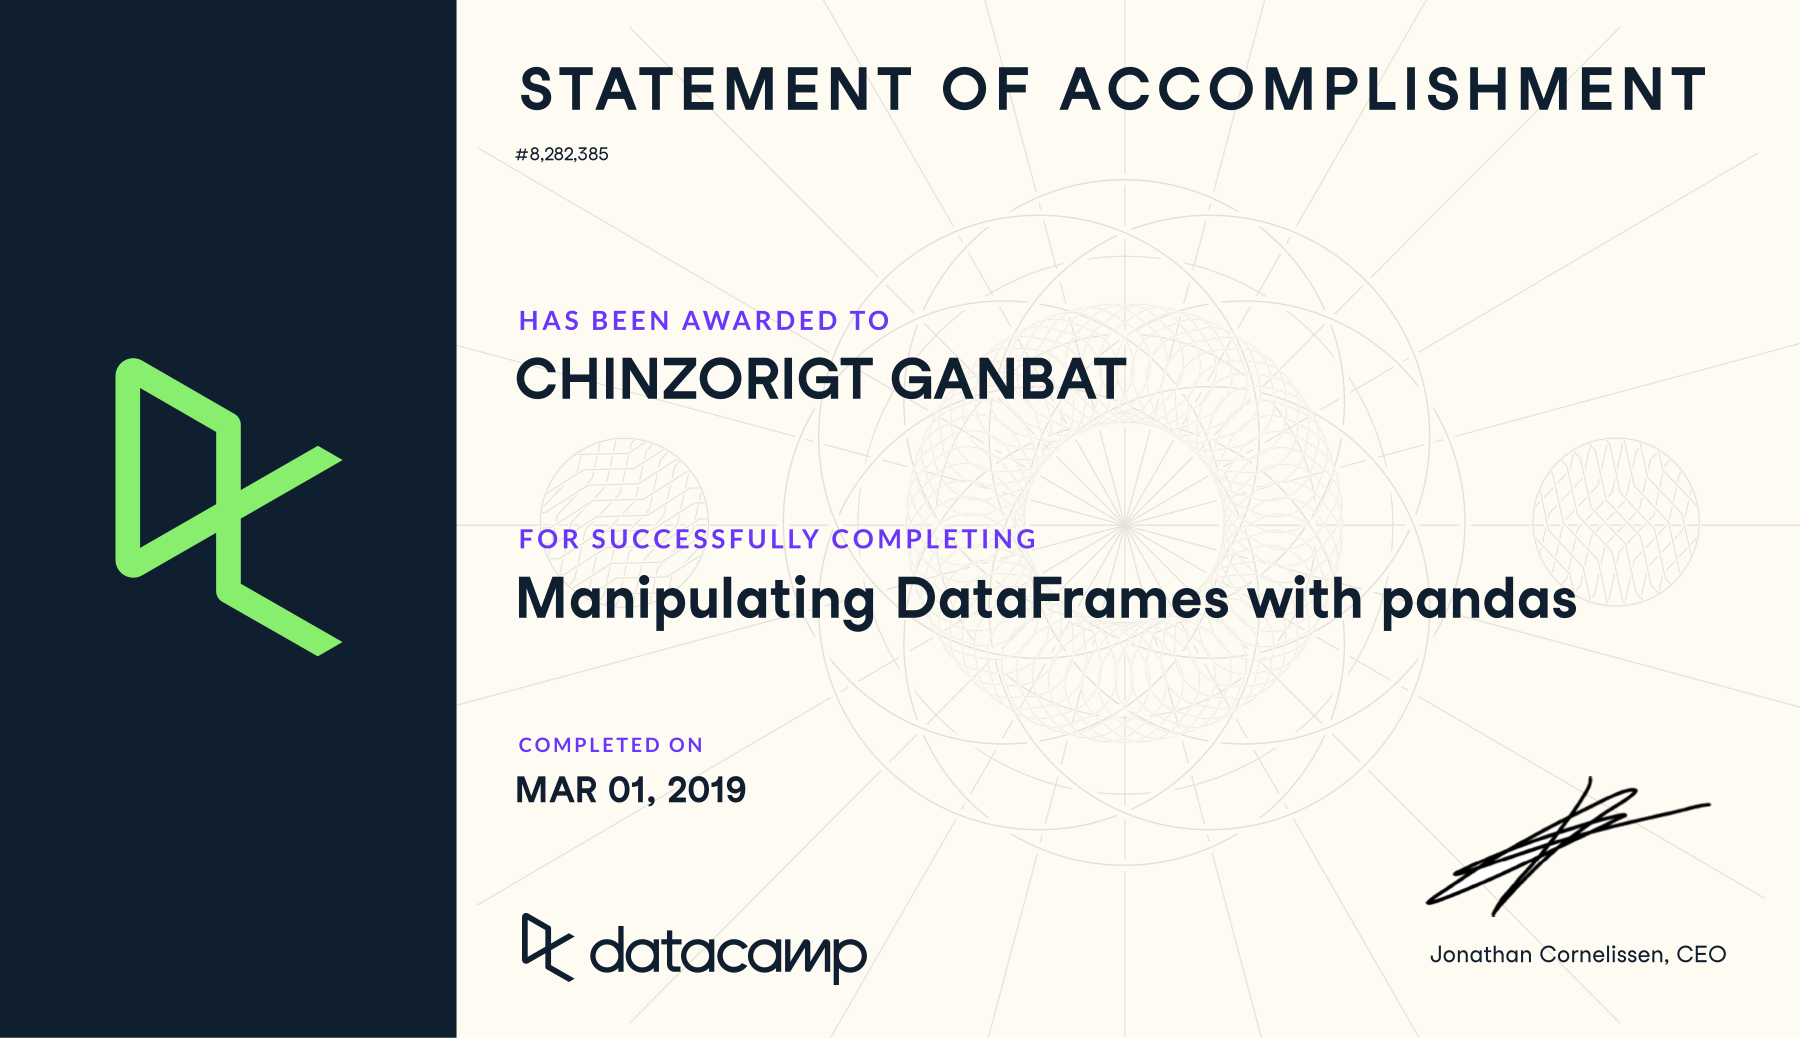 STATEMENT OF ACCOMPLISHMENT
#8,282,385
HAS BEEN AWARDED TO
CHINZORIGT GANBAT
FOR SUCCESSFULLY COMPLETING
Manipulating DataFrames with pandas
COMPLETED ON
MAR 01, 2019
datacamp
Jonathan Cornelissen, CEO